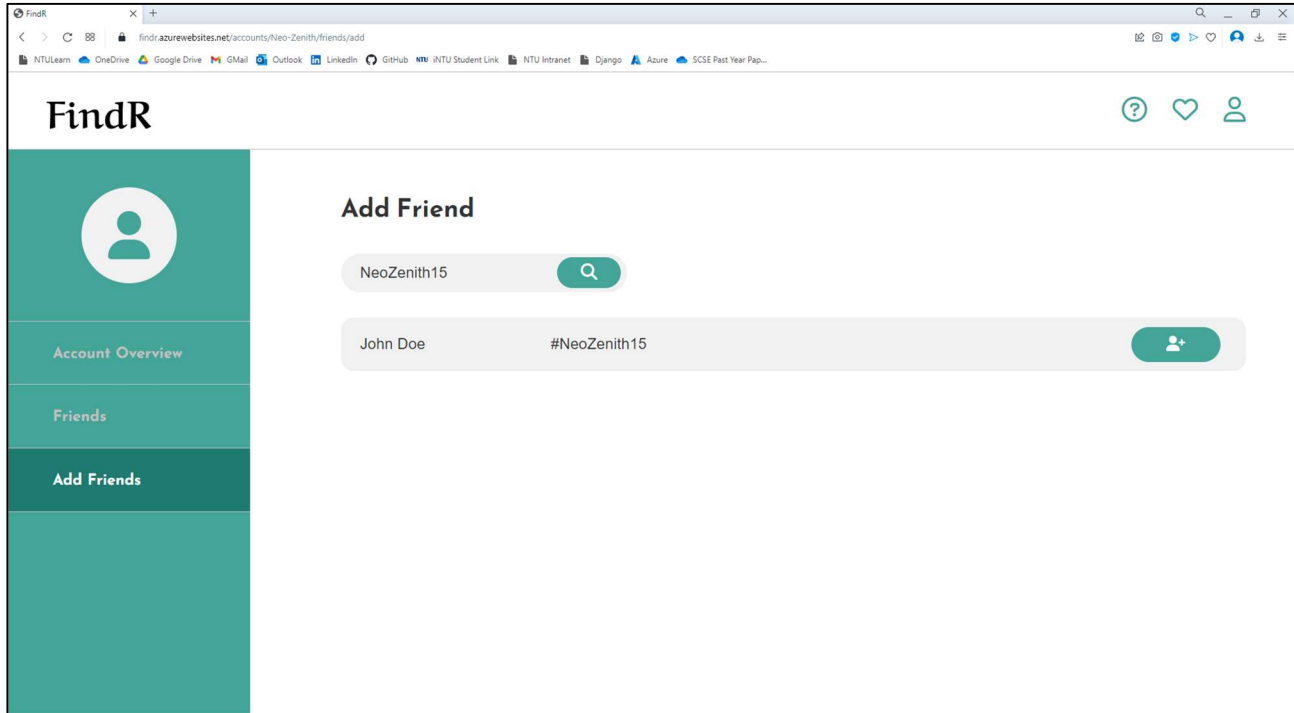 FindR
findr.azurewebsites.net/accounts/Neo-Zenith/friends/add
NTULearn OneDrive Google Drive GMail Outlook LinkedIn GitHub NTU iNTU Student Link NTU Intranet Django Azure SCSE Past Year Pap...
FindR
Add Friend
NeoZenith15
John Doe #NeoZenith15
Account Overview
Friends
Add Friends